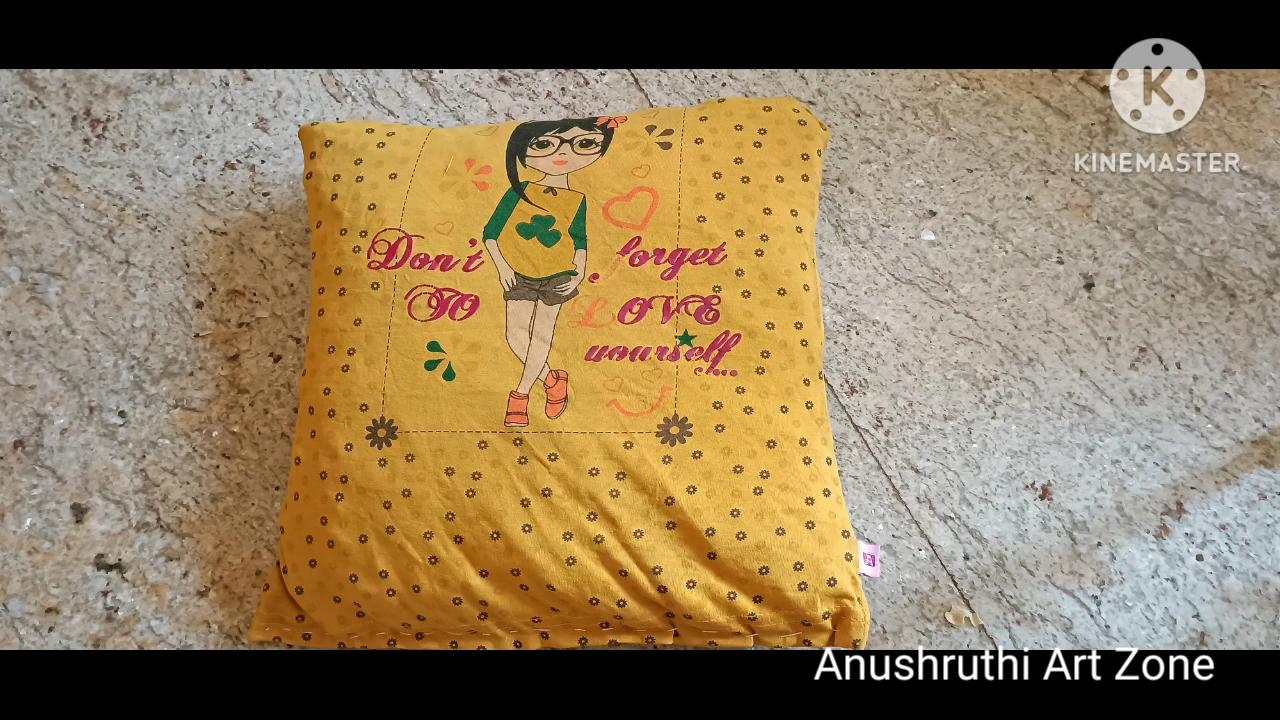 KINEMASTER
Don't forget
TO LOVE
yourself...
Anushruthi Art Zone